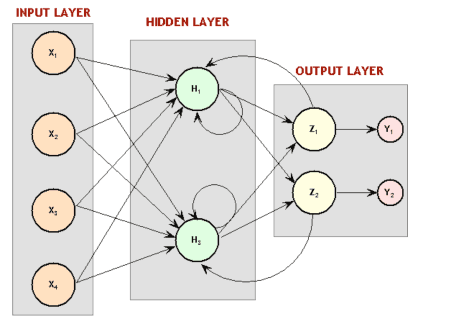 INPUT LAYER
HIDDEN LAYER
OUTPUT LAYER
X₁
X₂
X₃
X₄
H₁
H₂
Z₁
Z₂
Y₁
Y₂